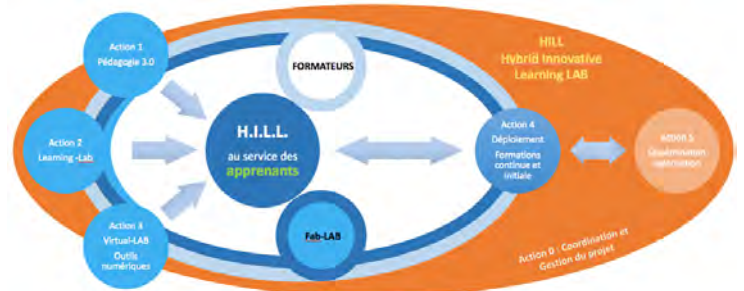 Action 1
Pédagogie 3.0
FORMATEURS
HILL
Hybrid Innovative
Learning LAB
Action 2
Learning -Lab
H.I.L.L.
au service des
apprenants
Action 4
Déploiement
Formations
continue et
initiale
Action 5
Action 3
Virtual-LAB
Outils
numériques
Fab-LAB
Action 0 : Coordination et
Gestion du projet